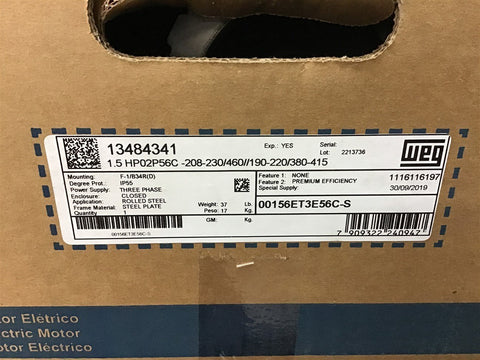 13484341
Exp.: YES
Serial:
Lot: 2213736
WEG
1.5 HP02P56C -208-230/460//190-220/380-415
Mounting: F-1/B34R(D)
Degree Prot.: IP55
Power Supply: THREE PHASE
Enclosure: CLOSED
Application: ROLLED STEEL
Frame Material: STEEL PLATE
Quantity: 1
Weight: 37 Lb.
Peso: 17 Kg.
GM: Kg.
Feature 1: NONE
Feature 2: PREMIUM EFFICIENCY
1116116197
30/09/2019
00156ET3E56C-S
00156ET3E56C-S
7 909322 240947
tor Elétrico
ctric Motor
otor Eléctrico